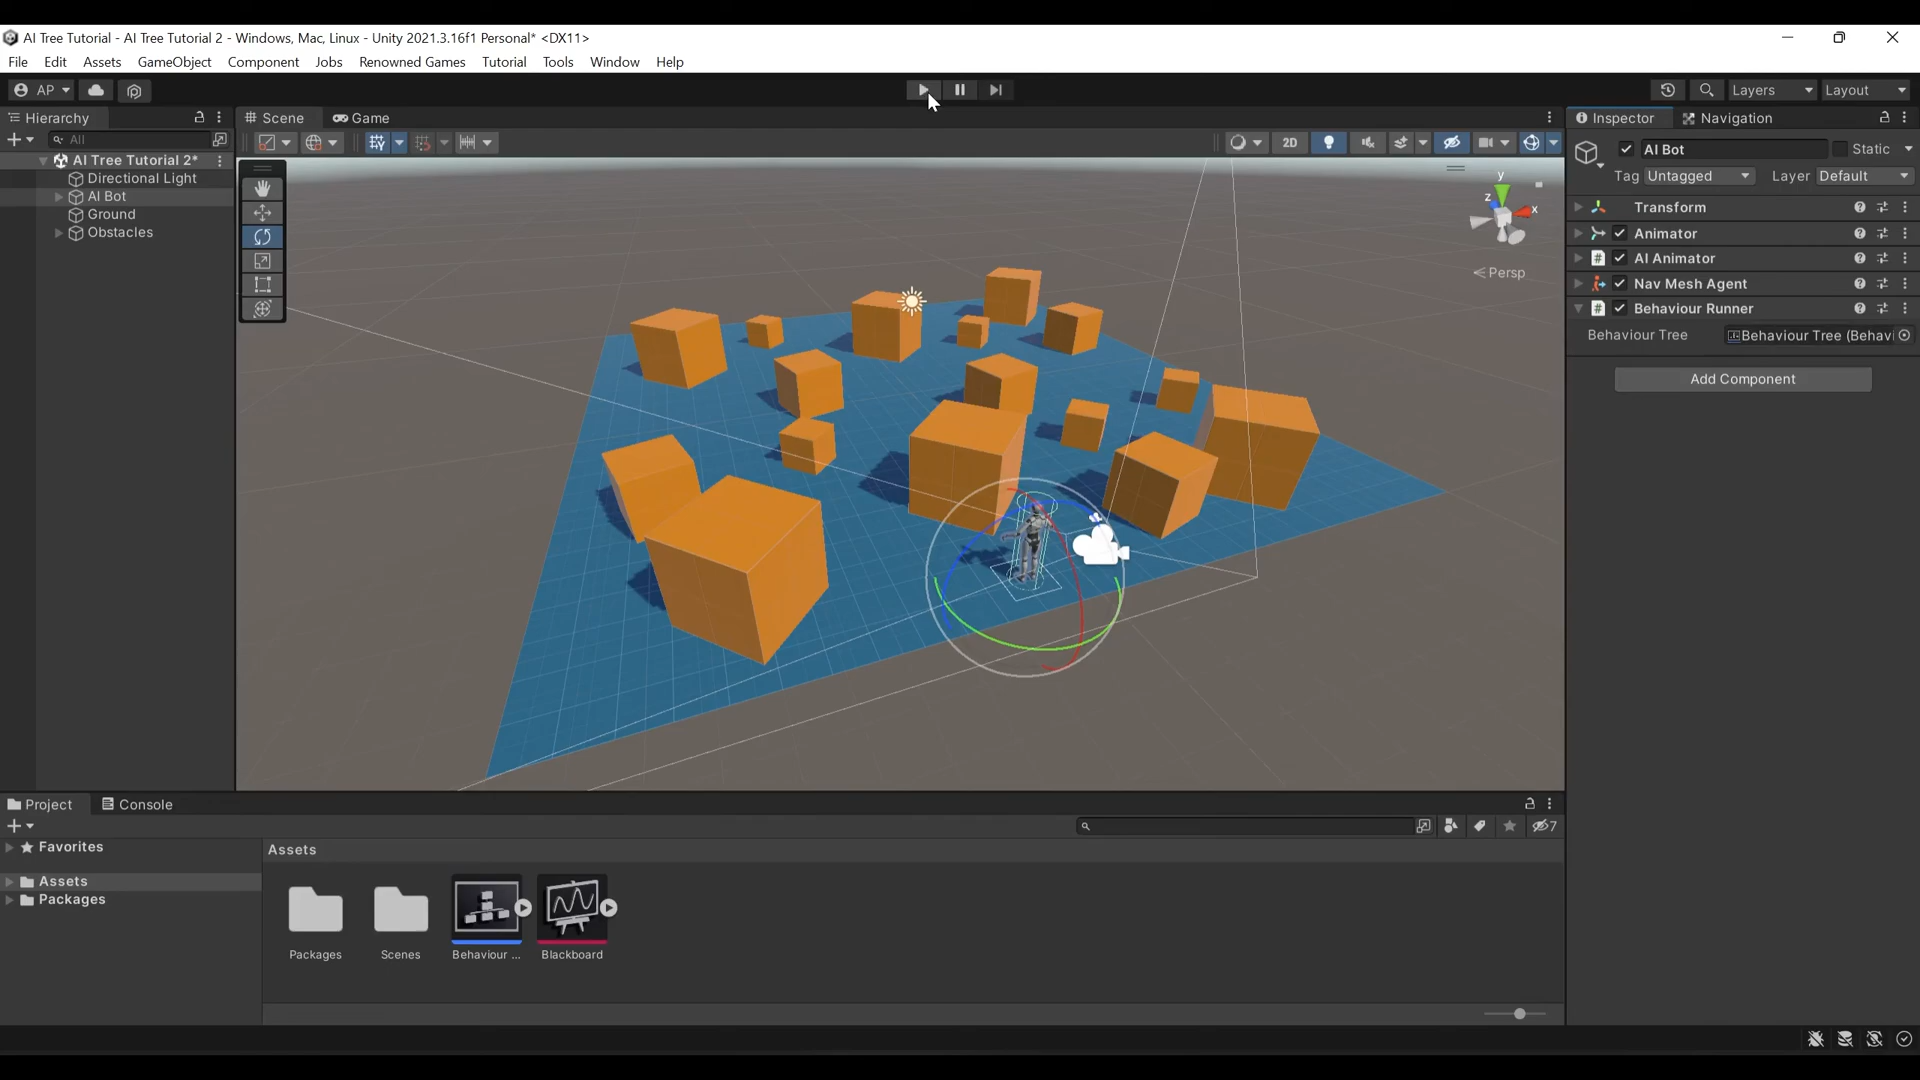 AI Tree Tutorial - AI Tree Tutorial 2 - Windows, Mac, Linux - Unity 2021.3.16f1 Personal* <DX11>
File Edit Assets GameObject Component Jobs Renowned Games Tutorial Tools Window Help
AP Layers Layout
Hierarchy
All
AI Tree Tutorial 2*
Directional Light
AI Bot
Ground
Obstacles
Scene Game
2D
y
z x
Persp
Inspector Navigation
AI Bot Static
Tag Untagged Layer Default
Transform
Animator
AI Animator
Nav Mesh Agent
Behaviour Runner
Behaviour Tree Behaviour Tree (Behavi
Add Component
Project Console
7
Favorites
Assets
Packages
Assets
Packages Scenes Behaviour ... Blackboard